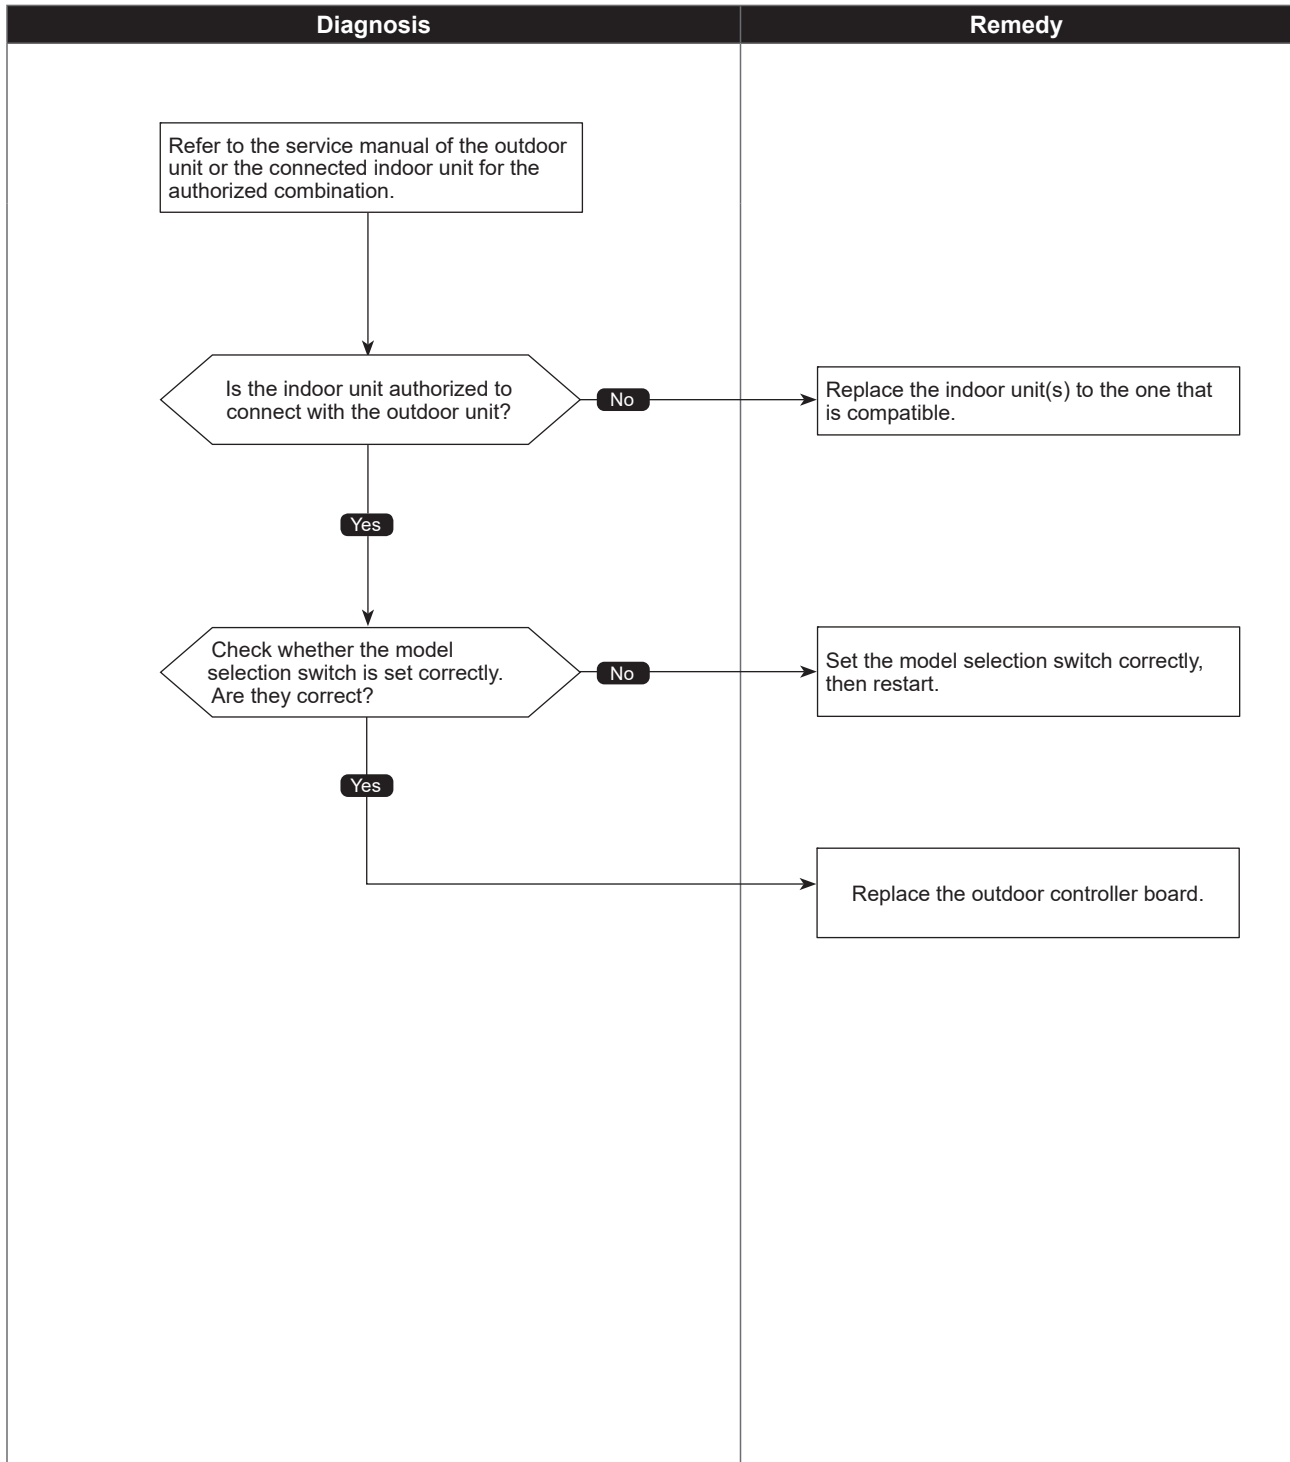 Diagnosis
Remedy
Refer to the service manual of the outdoor
unit or the connected indoor unit for the
authorized combination.
Is the indoor unit authorized to
connect with the outdoor unit?
No
Replace the indoor unit(s) to the one that
is compatible.
Yes
Check whether the model
selection switch is set correctly.
Are they correct?
No
Set the model selection switch correctly,
then restart.
Yes
Replace the outdoor controller board.